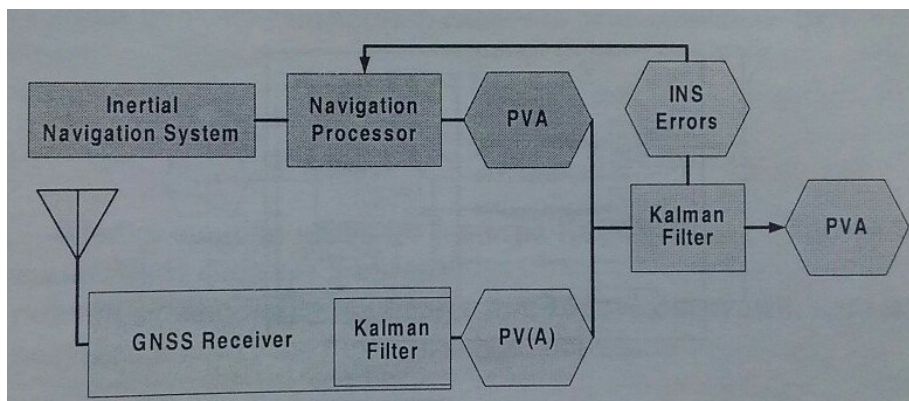 Inertial
Navigation System
Navigation
Processor
PVA
INS
Errors
Kalman
Filter
PVA
GNSS Receiver
Kalman
Filter
PV(A)